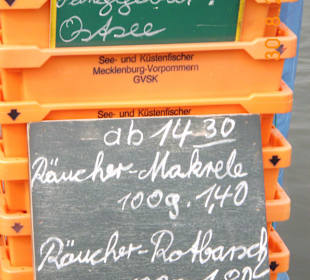 Fanggebiet:
Ostsee
See- und Küstenfischer
Mecklenburg-Vorpommern
GVSK
See- und Küstenfischer
ab 14 30
Räucher-Makrele
100g. 1,40
Räucher-Rotbarsch